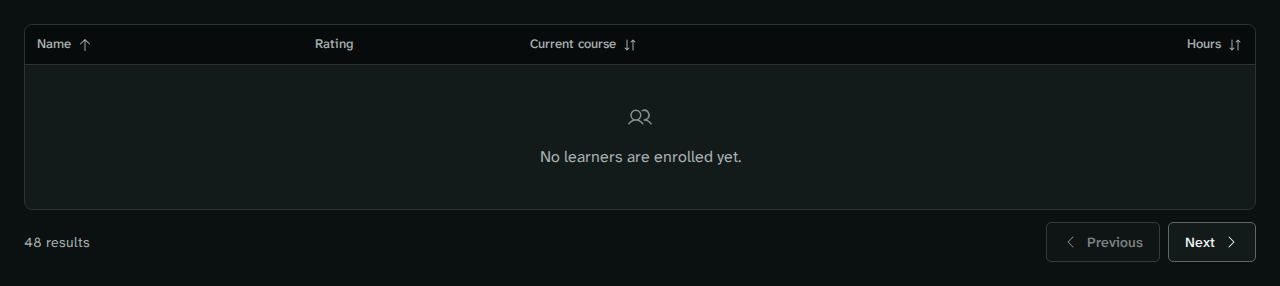 Name Rating Current course Hours
No learners are enrolled yet.
48 results Previous Next